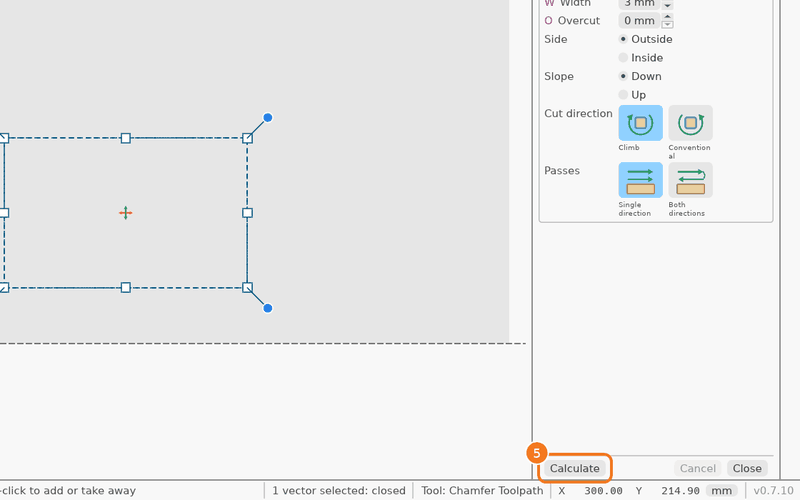 W Width 3 mm
O Overcut 0 mm
Side Outside
Inside
Slope Down
Up
Cut direction
Climb Convention
al
Passes
Single Both
direction directions
5
Calculate Cancel Close
-click to add or take away 1 vector selected: closed Tool: Chamfer Toolpath X 300.00 Y 214.90 mm v0.7.10